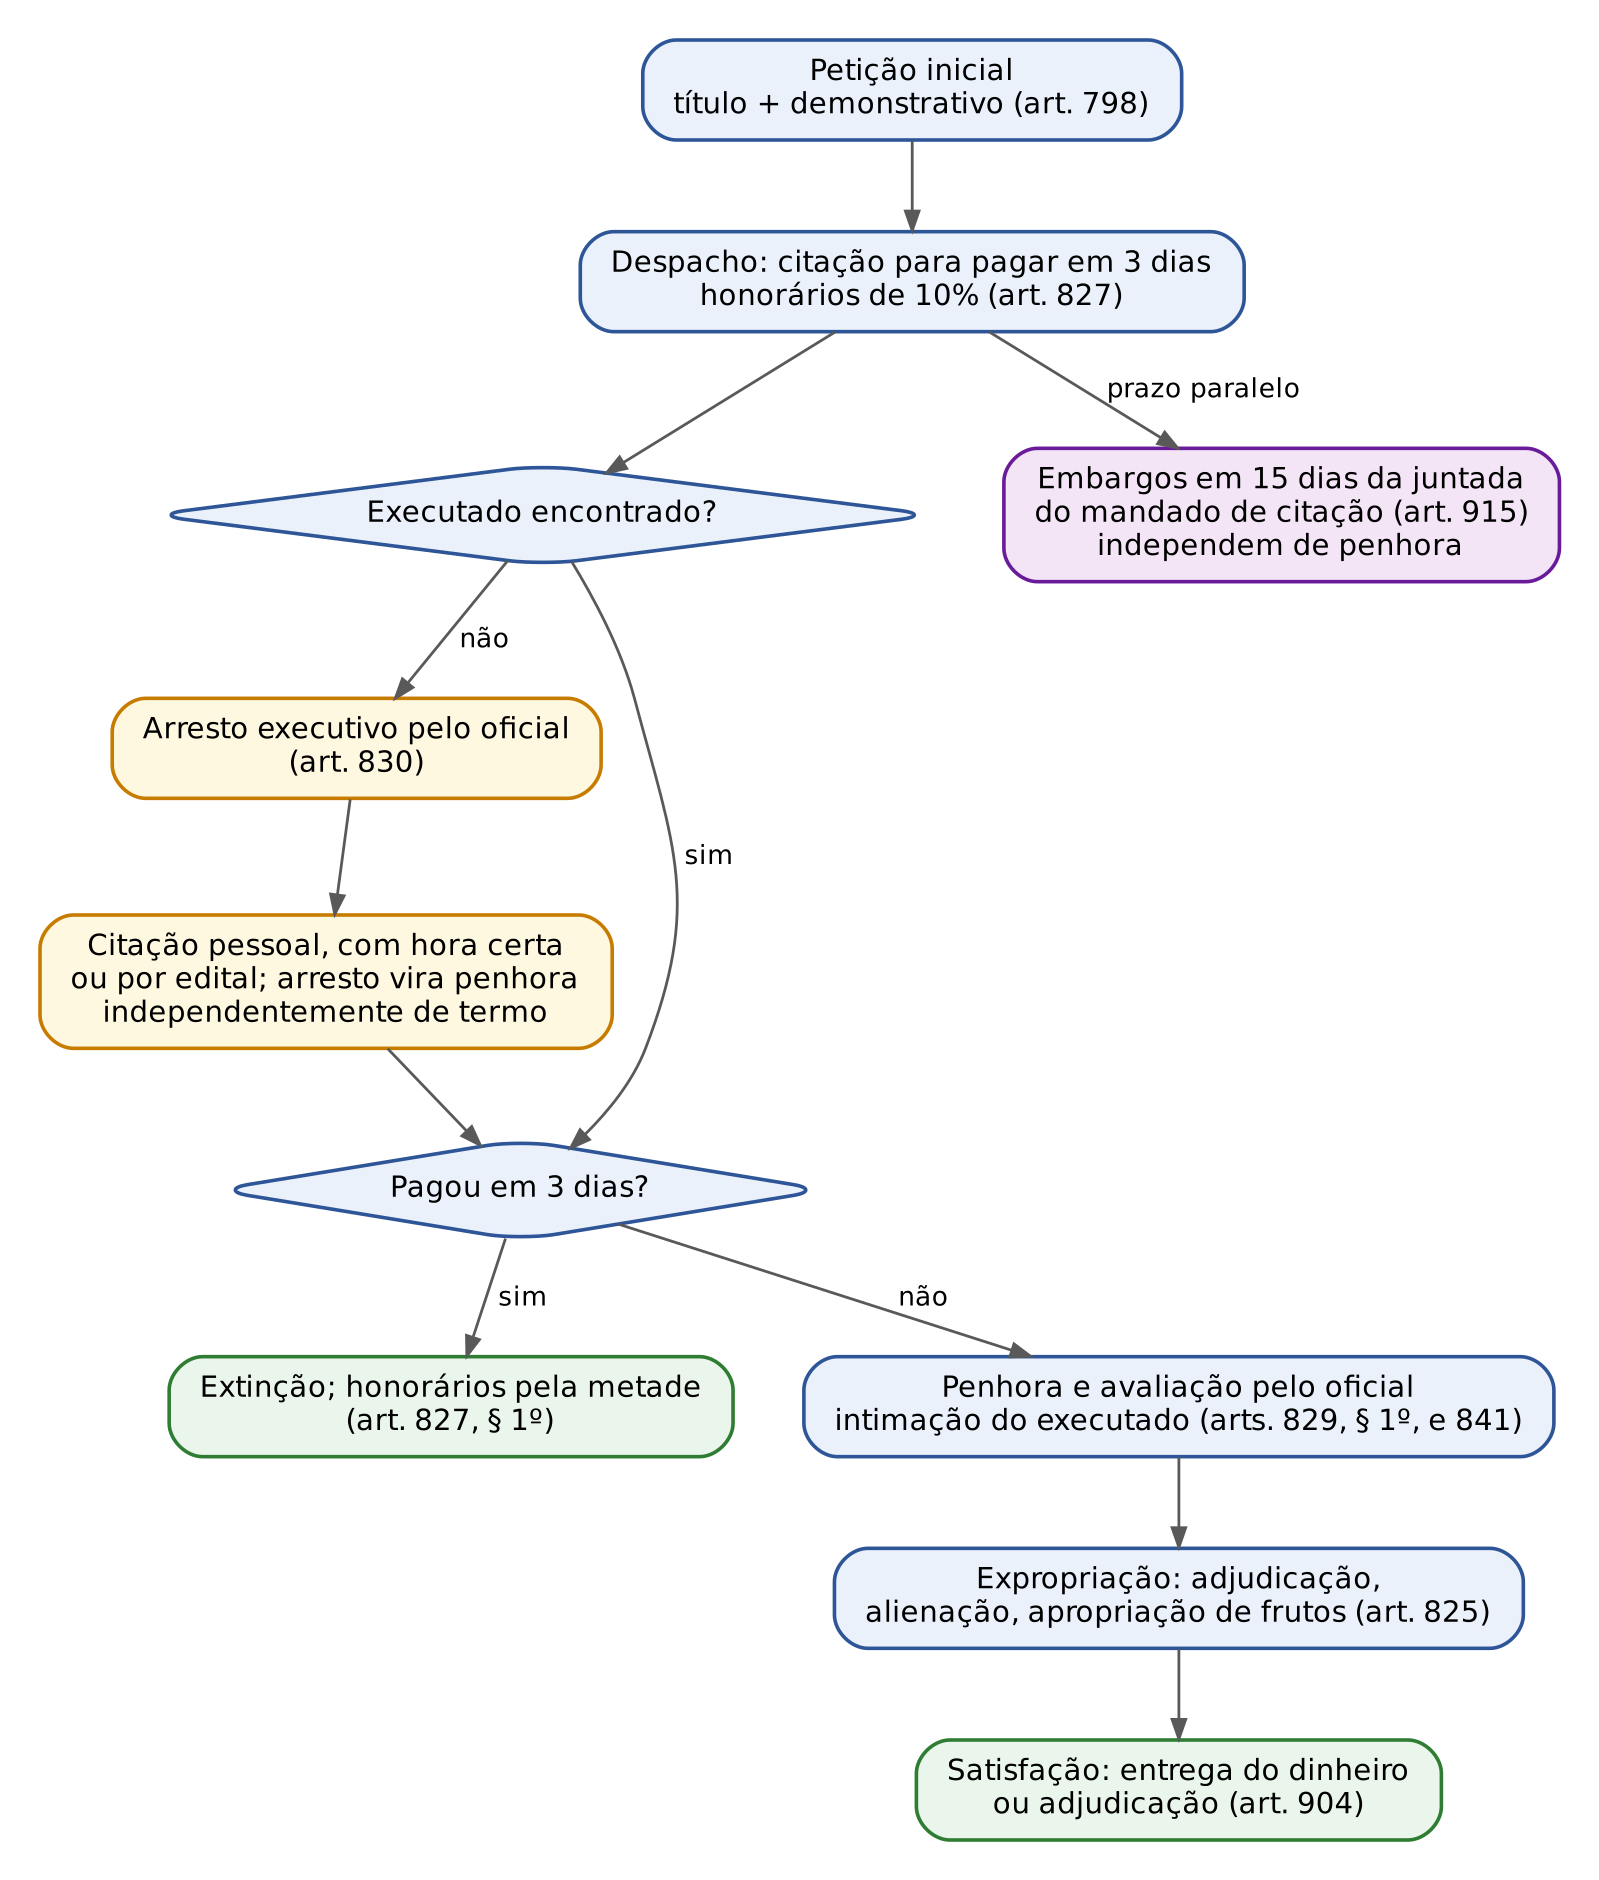 Petição inicial
título + demonstrativo (art. 798)
Despacho: citação para pagar em 3 dias
honorários de 10% (art. 827)
prazo paralelo
Executado encontrado?
Embargos em 15 dias da juntada
do mandado de citação (art. 915)
independem de penhora
não
Arresto executivo pelo oficial
(art. 830)
sim
Citação pessoal, com hora certa
ou por edital; arresto vira penhora
independentemente de termo
Pagou em 3 dias?
sim
não
Extinção; honorários pela metade
(art. 827, § 1º)
Penhora e avaliação pelo oficial
intimação do executado (arts. 829, § 1º, e 841)
Expropriação: adjudicação,
alienação, apropriação de frutos (art. 825)
Satisfação: entrega do dinheiro
ou adjudicação (art. 904)